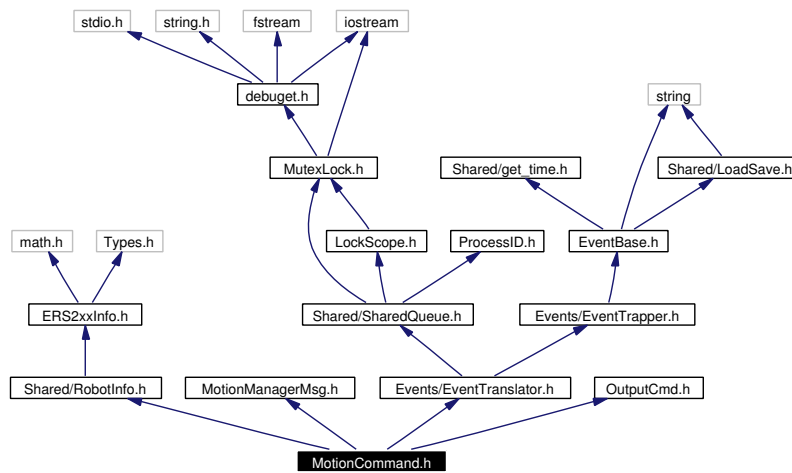 stdio.h
string.h
fstream
iostream
debuget.h
string
MutexLock.h
Shared/get_time.h
Shared/LoadSave.h
math.h
Types.h
LockScope.h
ProcessID.h
EventBase.h
ERS2xxInfo.h
Shared/SharedQueue.h
Events/EventTrapper.h
Shared/RobotInfo.h
MotionManagerMsg.h
Events/EventTranslator.h
OutputCmd.h
MotionCommand.h